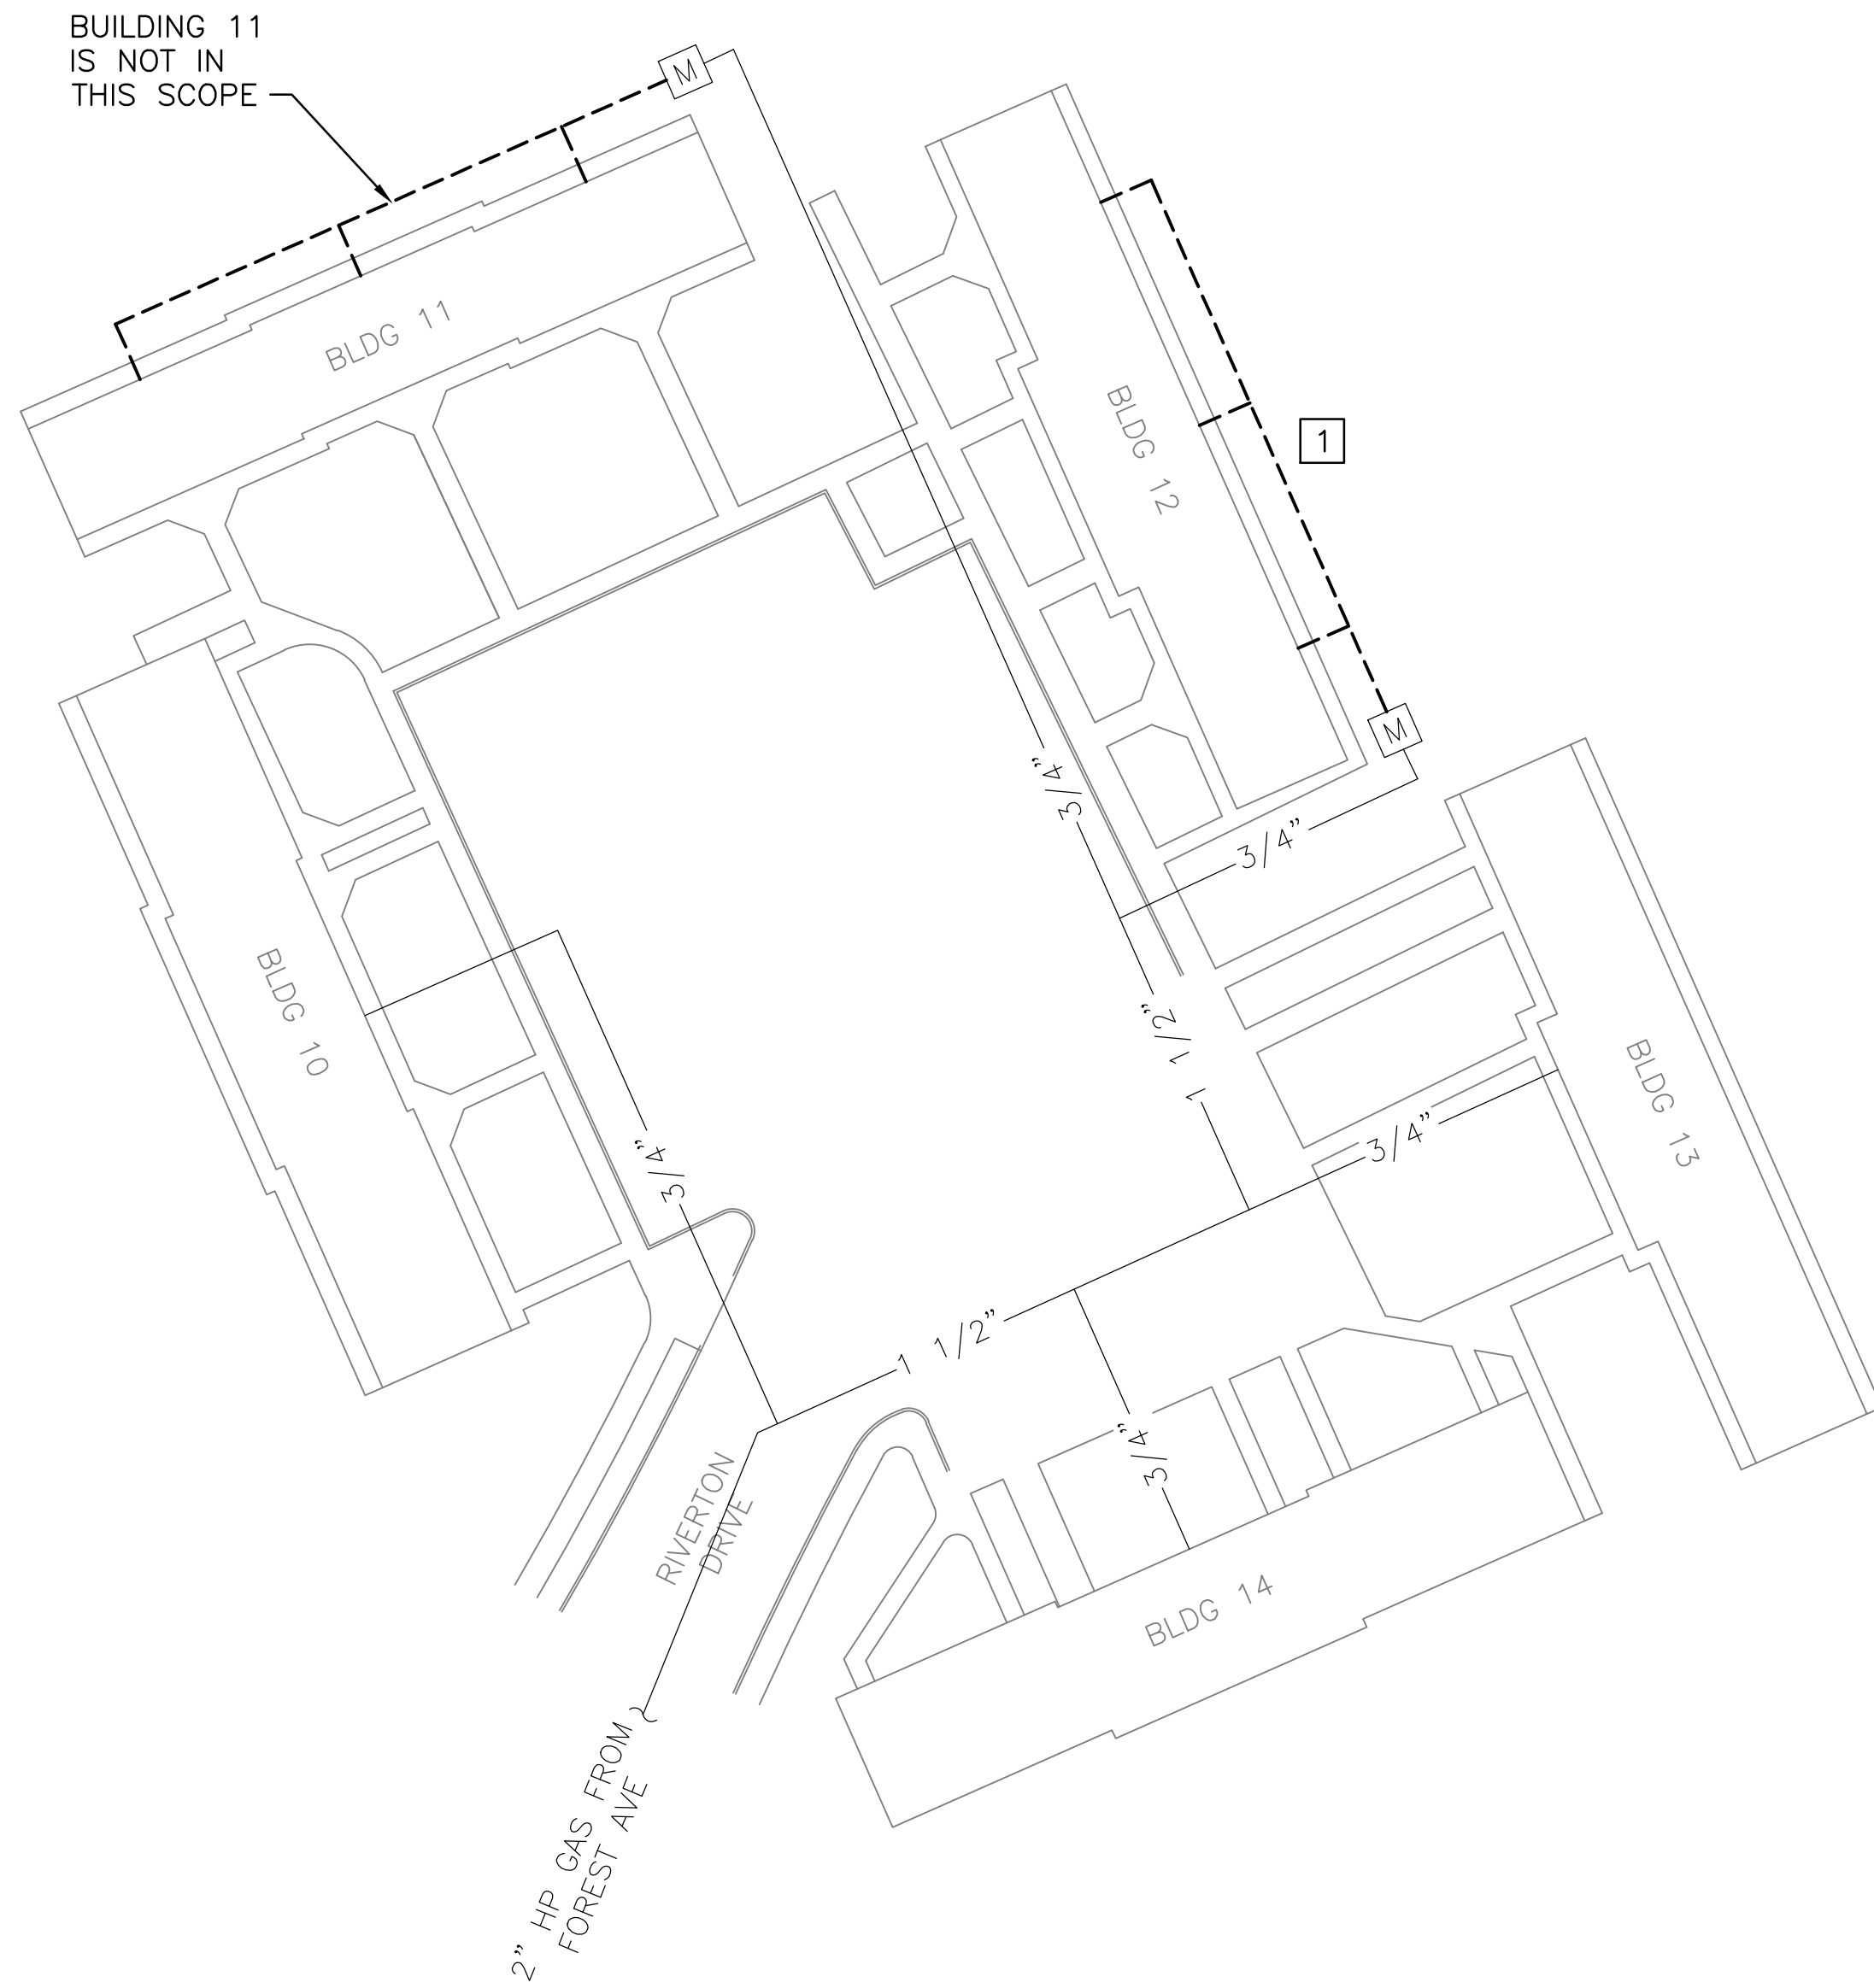 BUILDING 11
IS NOT IN
THIS SCOPE
M
BLDG 11
BLDG 12
1
M
3/4"
3/4"
BLDG 10
1 1/2"
BLDG 13
3/4"
3/4"
1 1/2"
3/4"
RIVERTON
DRIVE
BLDG 14
2" HP GAS FROM
FOREST AVE